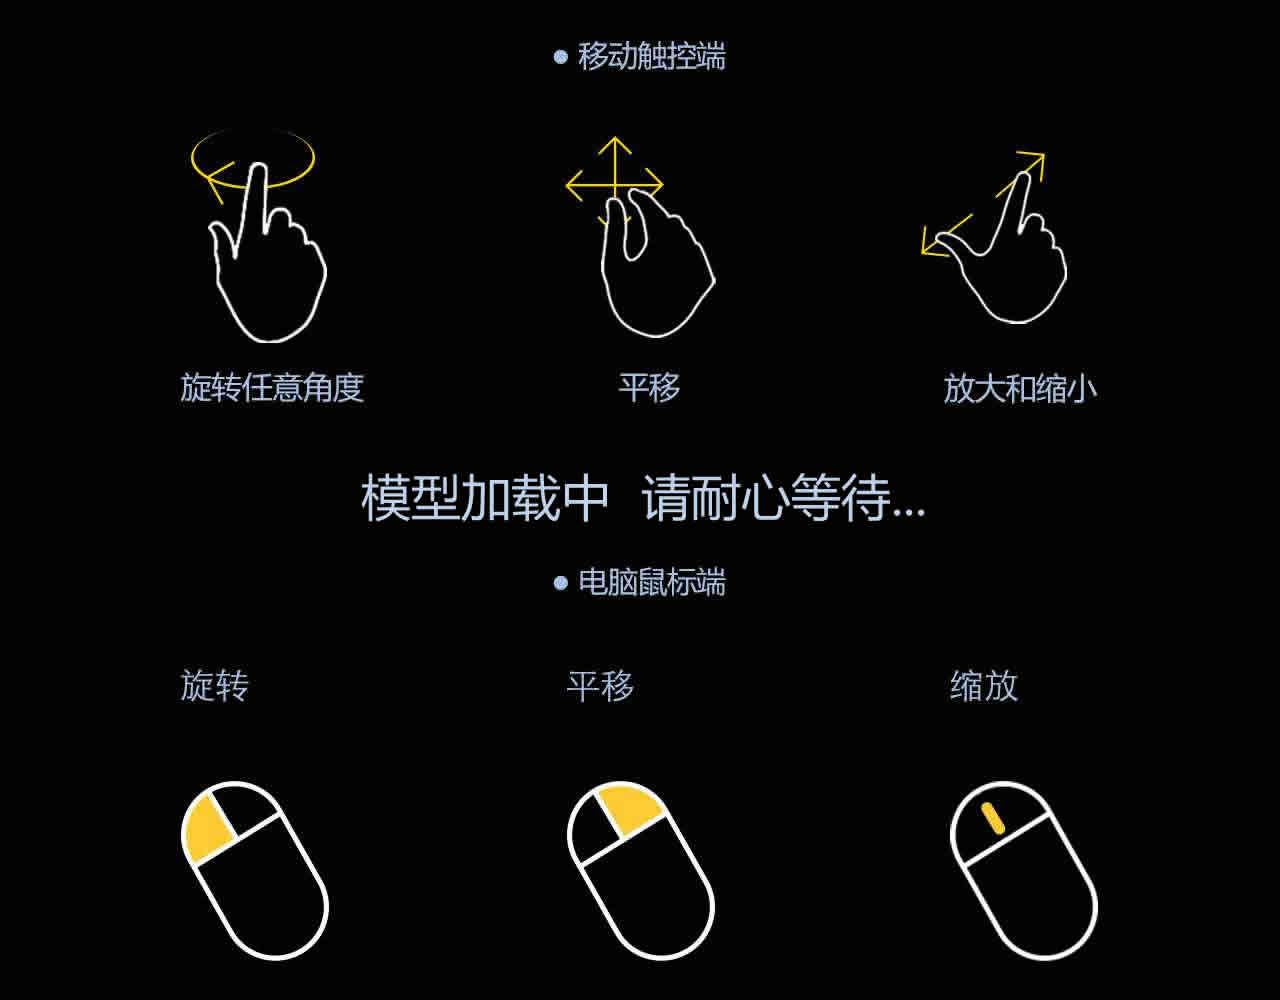 ● 移动触控端
旋转任意角度
平移
放大和缩小
模型加载中 请耐心等待...
● 电脑鼠标端
旋转
平移
缩放